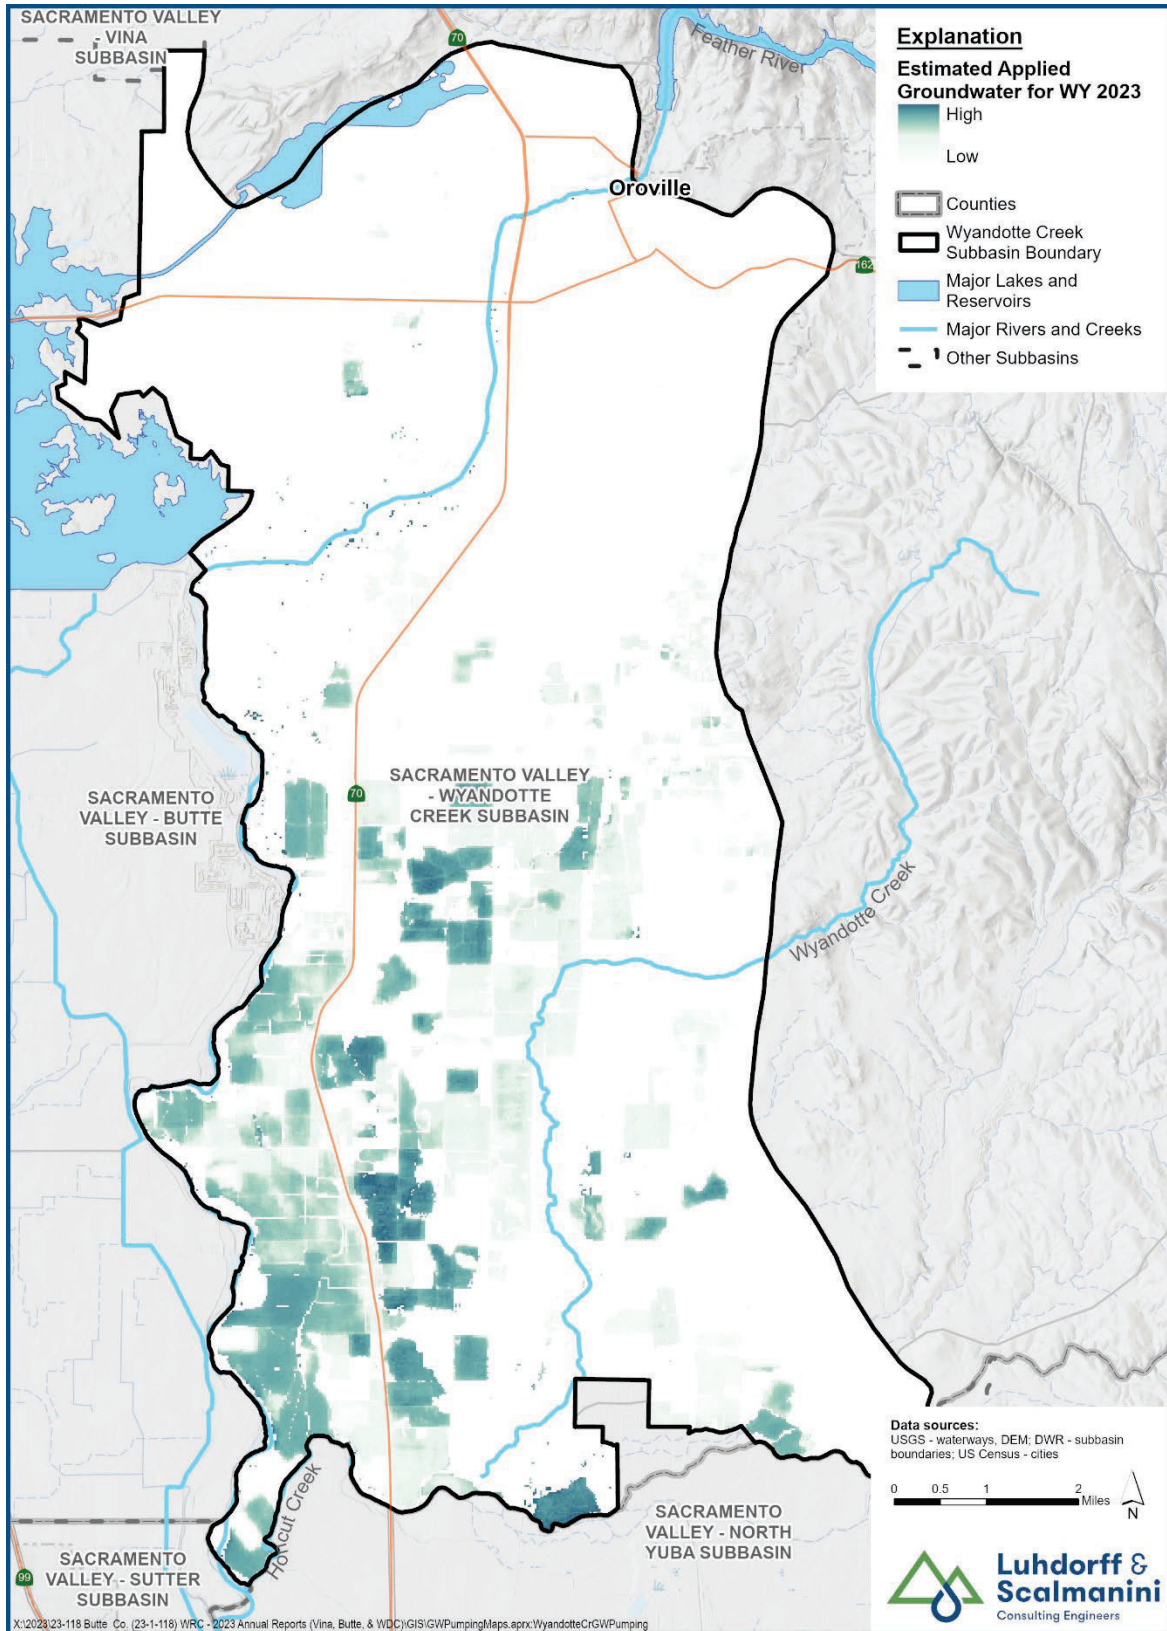 SACRAMENTO VALLEY
- VINA
SUBBASIN
70
Feather River
Oroville
162
Explanation
Estimated Applied
Groundwater for WY 2023
High
Low
Counties
Wyandotte Creek
Subbasin Boundary
Major Lakes and
Reservoirs
Major Rivers and Creeks
Other Subbasins
SACRAMENTO
VALLEY - BUTTE
SUBBASIN
70
SACRAMENTO VALLEY
- WYANDOTTE
CREEK SUBBASIN
Wyandotte Creek
Honcut Creek
SACRAMENTO
VALLEY - NORTH
YUBA SUBBASIN
SACRAMENTO
VALLEY - SUTTER
SUBBASIN
99
Data sources:
USGS - waterways, DEM; DWR - subbasin
boundaries; US Census - cities
0 0.5 1 2
Miles
N
Luhdorff &
Scalmanini
Consulting Engineers
X:\2023\23-118 Butte Co. (23-1-118) WRC - 2023 Annual Reports (Vina, Butte, & WDC)\GIS\GWPumpingMaps.aprx:WyandotteCrGWPumping